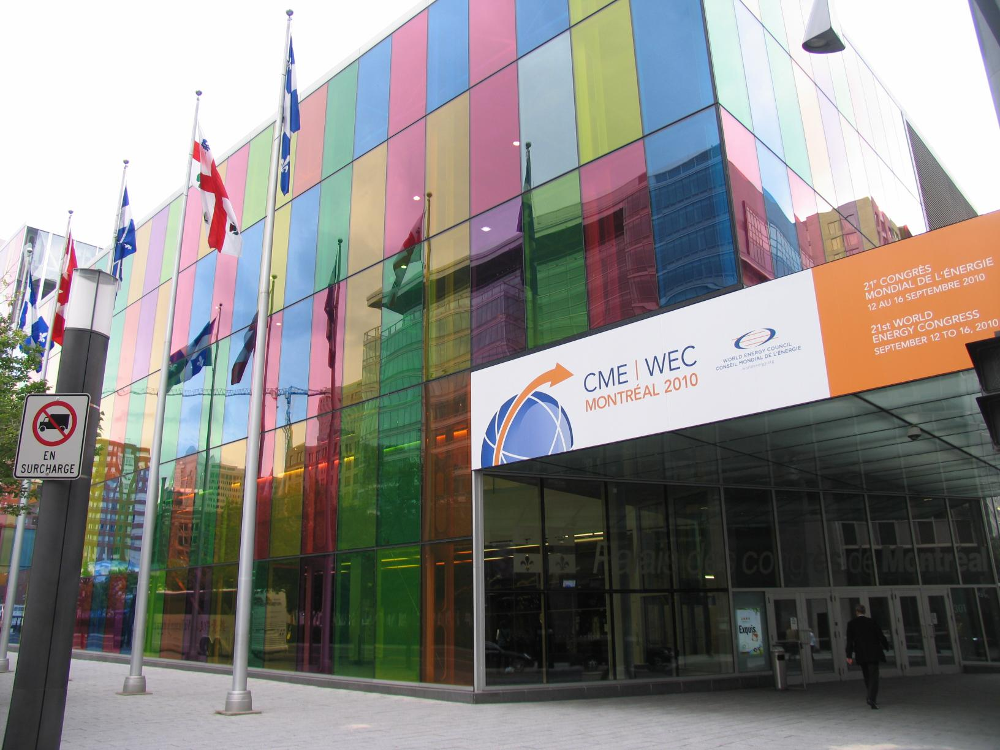 21e CONGRÈS
MONDIAL DE L'ÉNERGIE
12 AU 16 SEPTEMBRE 2010
21st WORLD
ENERGY CONGRESS
SEPTEMBER 12 TO 16, 2010
CME | WEC
MONTRÉAL 2010
WORLD ENERGY COUNCIL
CONSEIL MONDIAL DE L'ÉNERGIE
worldenergy.org
EN
SURCHARGE
Palais des congrès de Montréal
301
Exquis